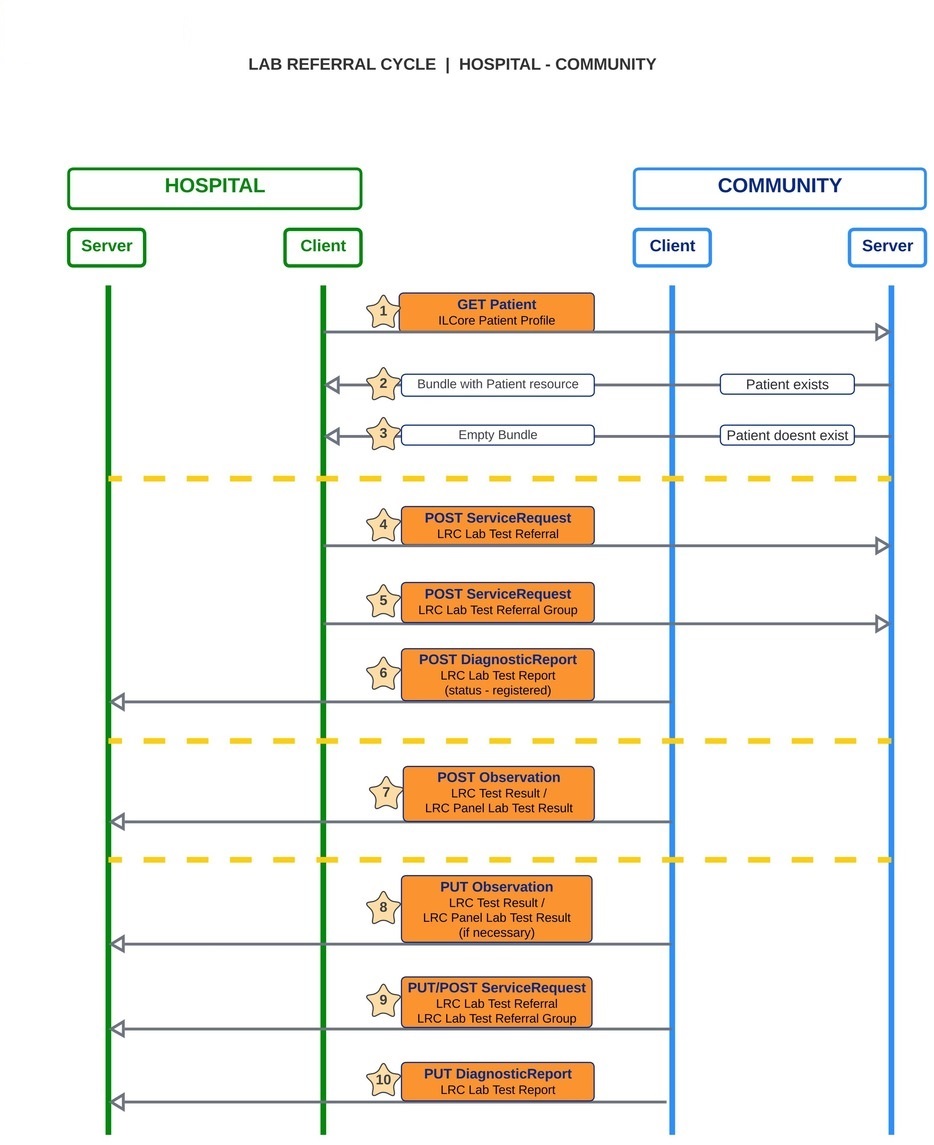 LAB REFERRAL CYCLE | HOSPITAL - COMMUNITY
HOSPITAL
COMMUNITY
Server
Client
Client
Server
1
GET Patient
ILCore Patient Profile
2
Bundle with Patient resource
Patient exists
3
Empty Bundle
Patient doesnt exist
4
POST ServiceRequest
LRC Lab Test Referral
5
POST ServiceRequest
LRC Lab Test Referral Group
6
POST DiagnosticReport
LRC Lab Test Report
(status - registered)
7
POST Observation
LRC Test Result /
LRC Panel Lab Test Result
8
PUT Observation
LRC Test Result /
LRC Panel Lab Test Result
(if necessary)
9
PUT/POST ServiceRequest
LRC Lab Test Referral
LRC Lab Test Referral Group
10
PUT DiagnosticReport
LRC Lab Test Report